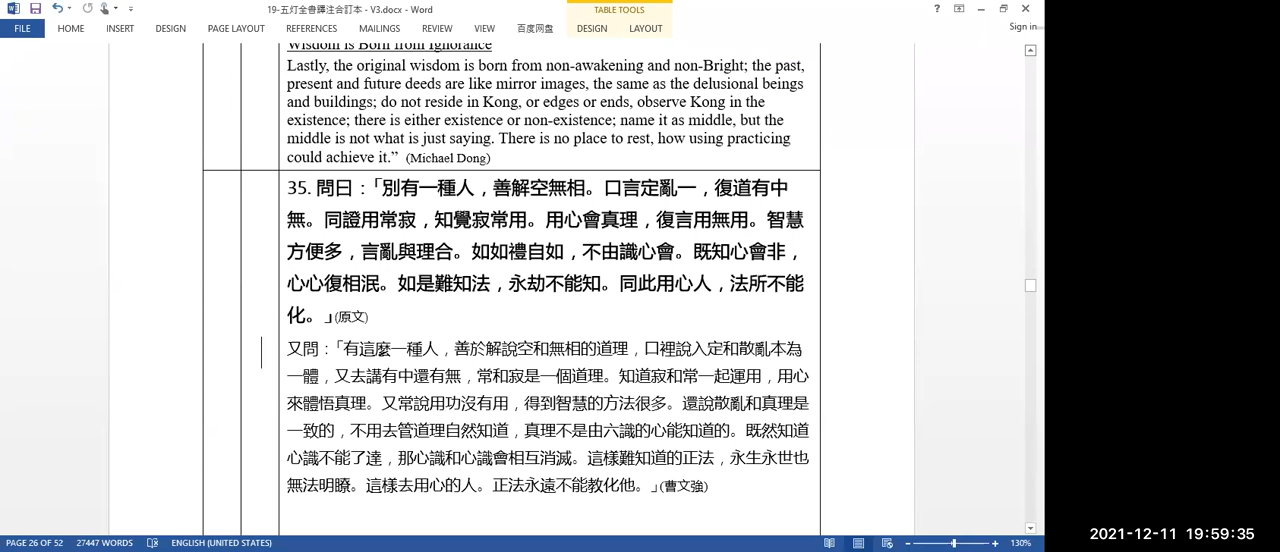 19-五灯全書譯注合訂本 - V3.docx - Word
TABLE TOOLS
?
Sign in
FILE HOME INSERT DESIGN PAGE LAYOUT REFERENCES MAILINGS REVIEW VIEW 百度网盘 DESIGN LAYOUT
Wisdom is Born from Ignorance
Lastly, the original wisdom is born from non-awakening and non-Bright; the past,
present and future deeds are like mirror images, the same as the delusional beings
and buildings; do not reside in Kong, or edges or ends, observe Kong in the
existence; there is either existence or non-existence; name it as middle, but the
middle is not what is just saying. There is no place to rest, how using practicing
could achieve it.” (Michael Dong)
35. 問曰：「別有一種人，善解空無相。口言定亂一，復道有中
無。同證用常寂，知覺寂常用。用心會真理，復言用無用。智慧
方便多，言亂與理合。如如禮自如，不由識心會。既知心會非，
心心復相泯。如是難知法，永劫不能知。同此用心人，法所不能
化。」(原文)
又問：「有這麼一種人，善於解說空和無相的道理，口裡說入定和散亂本為
一體，又去講有中還有無，常和寂是一個道理。知道寂和常一起運用，用心
來體悟真理。又常說用功沒有用，得到智慧的方法很多。還說散亂和真理是
一致的，不用去管道理自然知道，真理不是由六識的心能知道的。既然知道
心識不能了達，那心識和心識會相互消滅。這樣難知道的正法，永生永世也
無法明瞭。這樣去用心的人。正法永遠不能教化他。」(曹文強)
PAGE 26 OF 52 27447 WORDS ENGLISH (UNITED STATES) 130%
2021-12-11 19:59:35